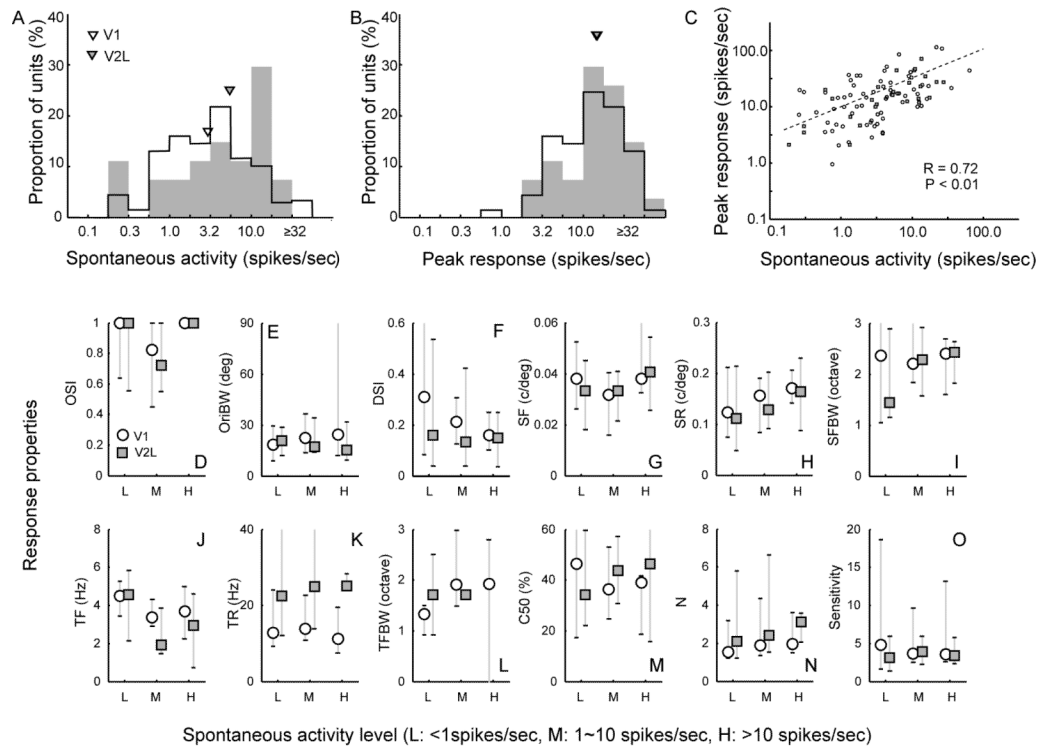 A
B
C
V1
V2L
Proportion of units (%)
40
30
20
10
0
0.1 0.3 1.0 3.2 10.0 ≥32
Spontaneous activity (spikes/sec)
Proportion of units (%)
40
30
20
10
0
0.1 1.0 3.2 10.0 ≥32
Peak response (spikes/sec)
Peak response (spikes/sec)
100.0
10.0
1.0
0.1
R = 0.72
P < 0.01
0.1 1.0 10.0 100.0
Spontaneous activity (spikes/sec)
Response properties
OSI
1
0.8
0.6
0.4
0.2
0
V1
V2L
D
L M H
OriBW (deg)
90
60
30
0
E
L M H
DSI
0.6
0.4
0.2
0
F
L M H
SF (c/deg)
0.06
0.04
0.02
0
G
L M H
SR (c/deg)
0.3
0.2
0.1
0
H
L M H
SFBW (octave)
3
2
1
0
I
L M H
TF (Hz)
8
6
4
2
0
J
L M H
TR (Hz)
40
20
0
K
L M H
TFBW (octave)
3
2
1
0
L
L M H
C50 (%)
60
40
20
0
M
L M H
N
8
6
4
2
0
N
L M H
Sensitivity
20
15
10
5
0
O
L M H
Spontaneous activity level (L: <1spikes/sec, M: 1~10 spikes/sec, H: >10 spikes/sec)